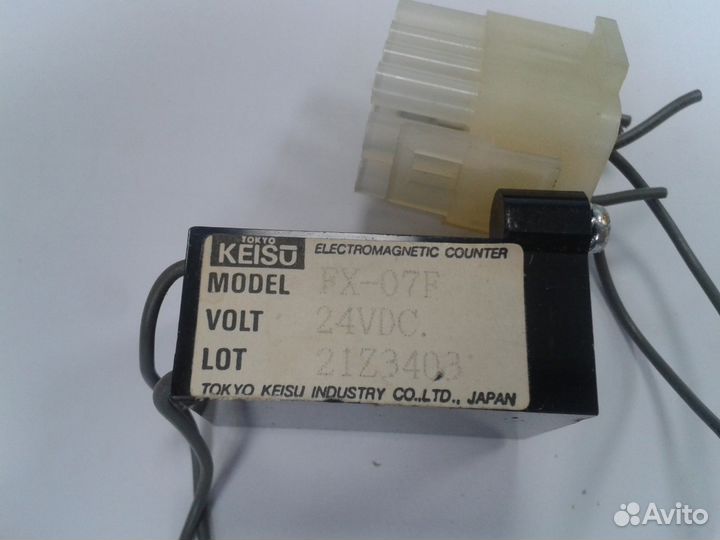 TOKYO
KEISU ELECTROMAGNETIC COUNTER
MODEL FX-07F
VOLT 24VDC.
LOT 21Z3403
TOKYO KEISU INDUSTRY CO.,LTD., JAPAN
Avito